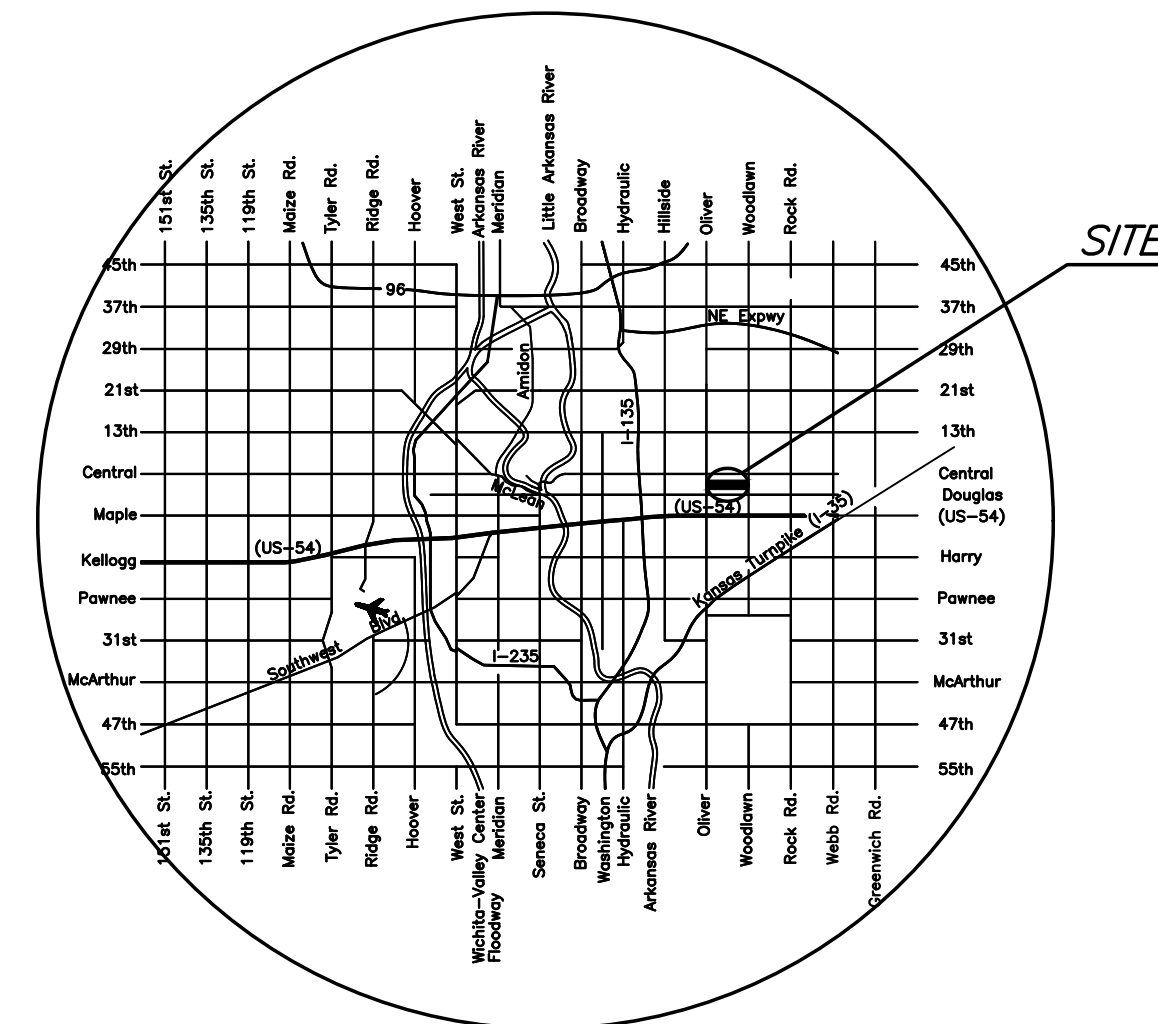 151st St.
135th St.
119th St.
Maize Rd.
Tyler Rd.
Ridge Rd.
Hoover
West St.
Arkansas River
Meridian
Little Arkansas River
Broadway
Hydraulic
Hillside
Oliver
Woodlawn
Rock Rd.
SITE
45th
37th
29th
21st
13th
Central
Maple
Kellogg
Pawnee
31st
McArthur
47th
55th
96
NE Expwy
Amidon
I-135
McLean
(US-54)
(US-54)
Kansas Turnpike (I-35)
Southwest
Blvd.
I-235
45th
37th
29th
21st
13th
Central
Douglas
(US-54)
Harry
Pawnee
31st
McArthur
47th
55th
151st St.
135th St.
119th St.
Maize Rd.
Tyler Rd.
Ridge Rd.
Hoover
West St.
Wichita-Valley Center
Floodway
Meridian
Seneca St.
Broadway
Washington
Hydraulic
Arkansas River
Oliver
Woodlawn
Rock Rd.
Webb Rd.
Greenwich Rd.